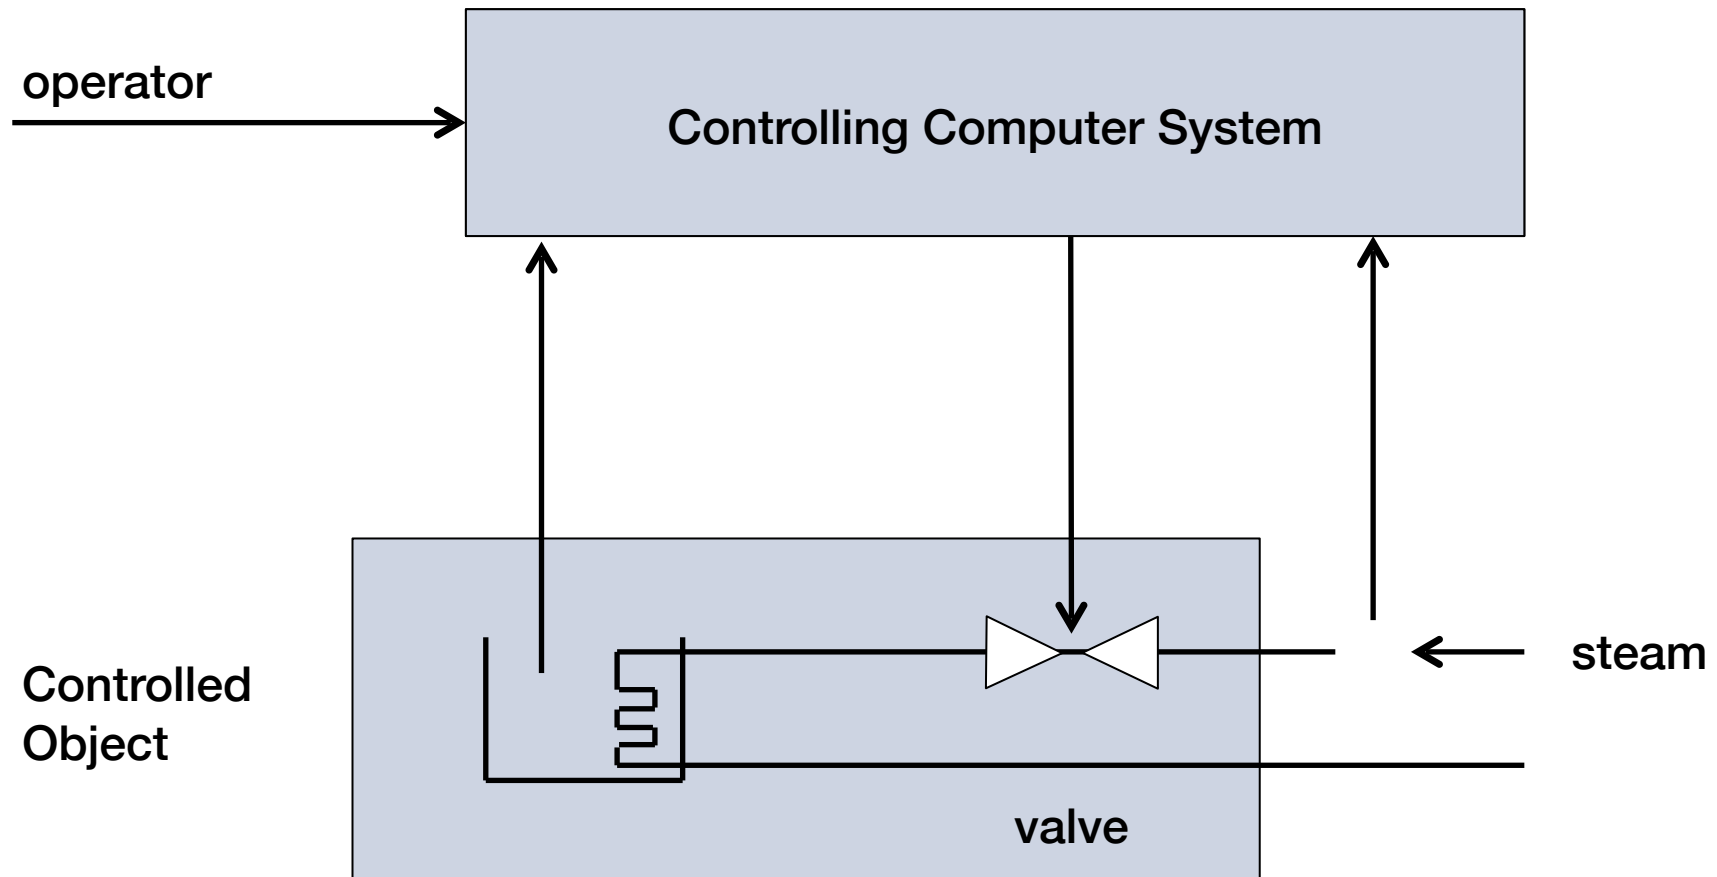 operator
Controlling Computer System
steam
Controlled
Object
valve